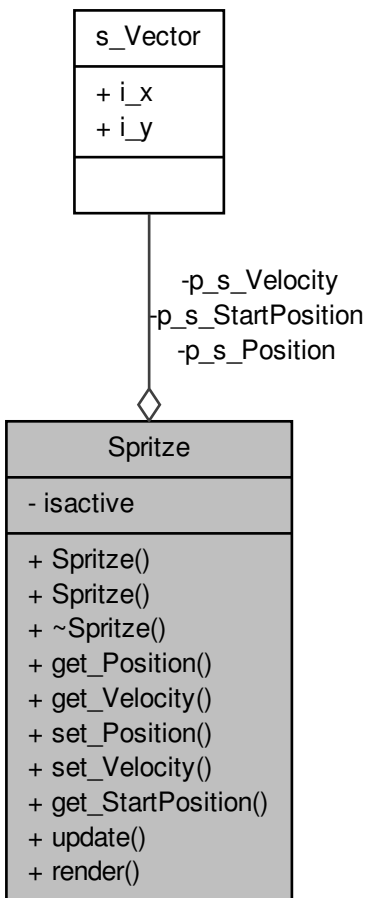 s_Vector
+ i_x
+ i_y
-p_s_Velocity
-p_s_StartPosition
-p_s_Position
Spritze
- isactive
+ Spritze()
+ Spritze()
+ ~Spritze()
+ get_Position()
+ get_Velocity()
+ set_Position()
+ set_Velocity()
+ get_StartPosition()
+ update()
+ render()